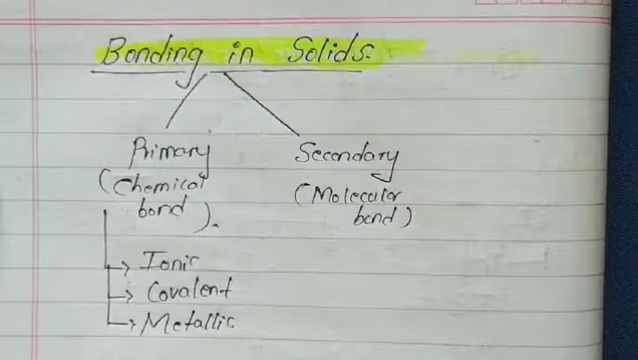 Bonding in Solids:
Primary
(Chemical
bond).
Secondary
(Molecular
bond)
Ionic
Covalent
Metallic